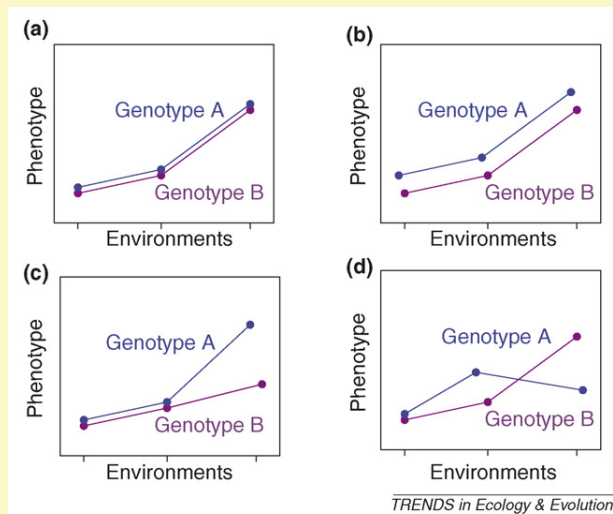 (a)
Phenotype
Genotype A
Genotype B
Environments
(b)
Phenotype
Genotype A
Genotype B
Environments
(c)
Phenotype
Genotype A
Genotype B
Environments
(d)
Phenotype
Genotype A
Genotype B
Environments
TRENDS in Ecology & Evolution